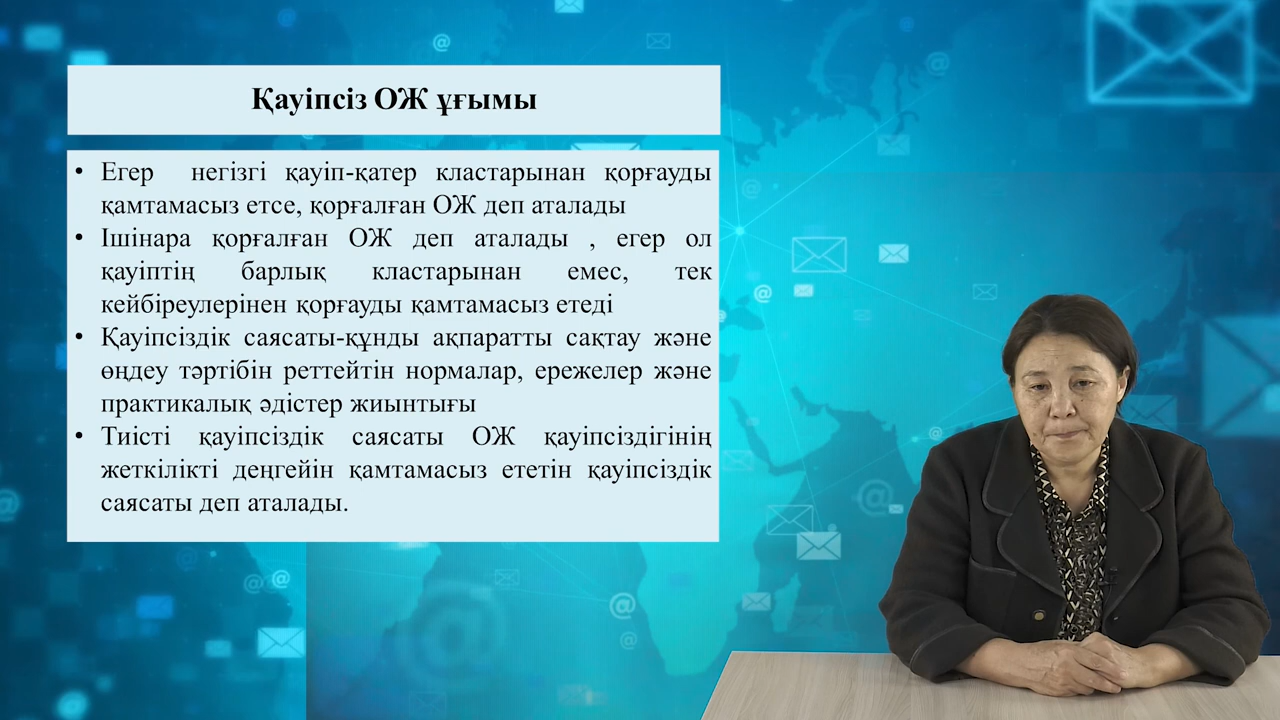 Қауіпсіз ОЖ ұғымы
• Егер негізгі қауіп-қатер кластарынан қорғауды
қамтамасыз етсе, қорғалған ОЖ деп аталады
• Ішінара қорғалған ОЖ деп аталады , егер ол
қауіптің барлық кластарынан емес, тек
кейбіреулерінен қорғауды қамтамасыз етеді
• Қауіпсіздік саясаты-құнды ақпаратты сақтау және
өңдеу тәртібін реттейтін нормалар, ережелер және
практикалық әдістер жиынтығы
• Тиісті қауіпсіздік саясаты ОЖ қауіпсіздігінің
жеткілікті деңгейін қамтамасыз ететін қауіпсіздік
саясаты деп аталады.